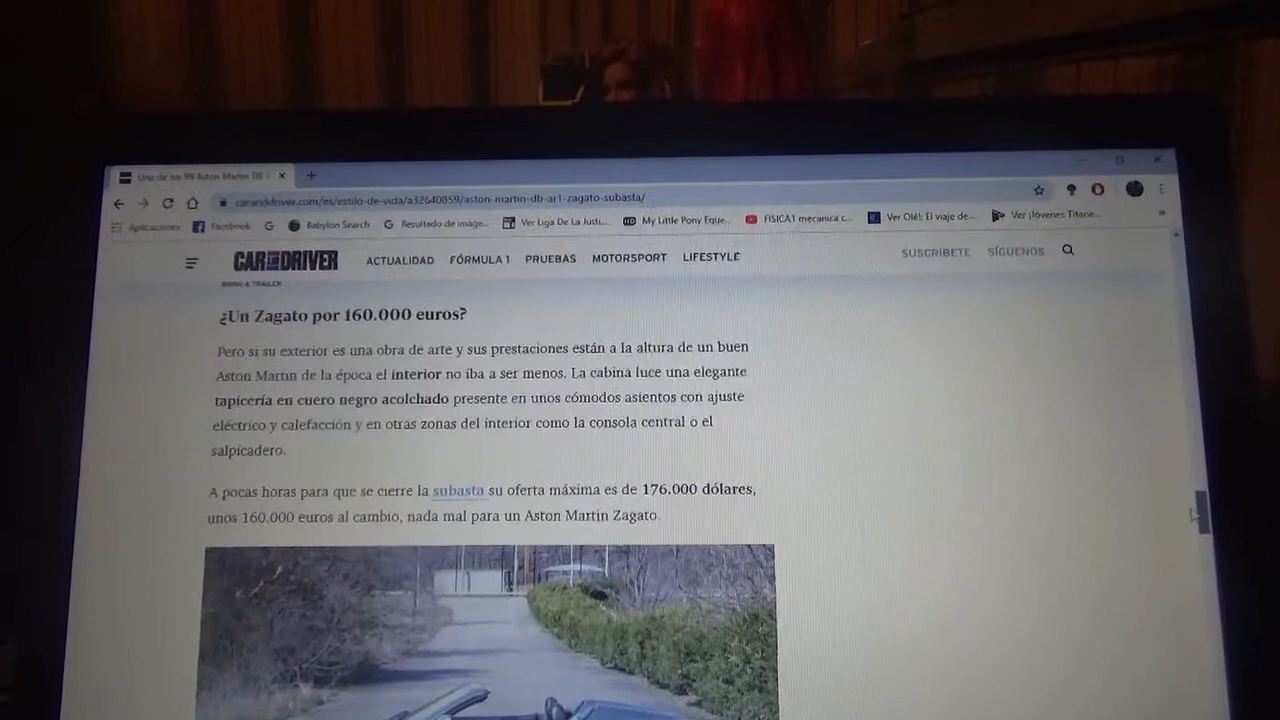 Uno de los 99 Aston Martin DB
caranddriver.com/es/estilo-de-vida/a32640859/aston-martin-db-ar1-zagato-subasta/
Aplicaciones Facebook Babylon Search Resultado de image... Ver Liga De La Justi... My Little Pony Eque... FISICA1 mecanica c... Ver Olé!: El viaje de... Ver ¡Jóvenes Titane...
CAR AND DRIVER ACTUALIDAD FÓRMULA 1 PRUEBAS MOTORSPORT LIFESTYLE SUSCRÍBETE SÍGUENOS
BRING A TRAILER
¿Un Zagato por 160.000 euros?
Pero si su exterior es una obra de arte y sus prestaciones están a la altura de un buen
Aston Martin de la época el interior no iba a ser menos. La cabina luce una elegante
tapicería en cuero negro acolchado presente en unos cómodos asientos con ajuste
eléctrico y calefacción y en otras zonas del interior como la consola central o el
salpicadero.
A pocas horas para que se cierre la subasta su oferta máxima es de 176.000 dólares,
unos 160.000 euros al cambio, nada mal para un Aston Martin Zagato.